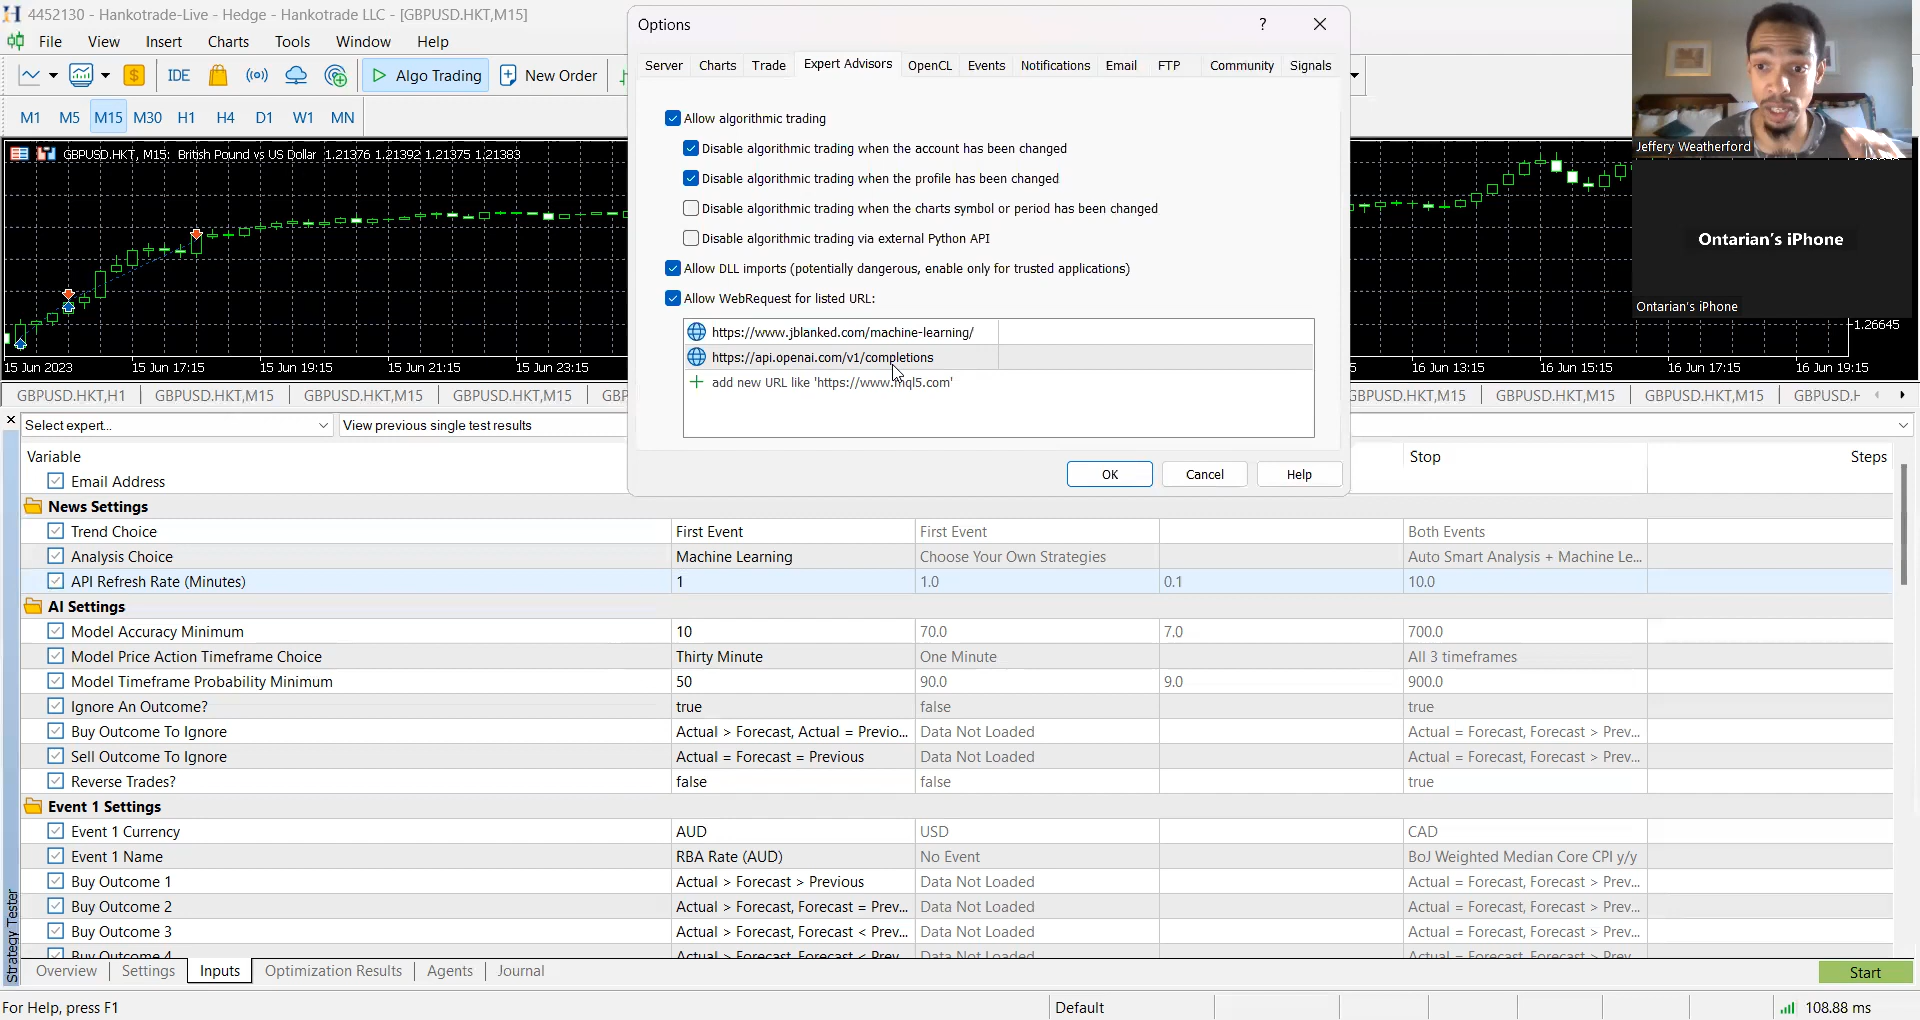 4452130 - Hankotrade-Live - Hedge - Hankotrade LLC - [GBPUSD.HKT,M15]
File View Insert Charts Tools Window Help
IDE Algo Trading New Order
M1 M5 M15 M30 H1 H4 D1 W1 MN
GBPUSD.HKT, M15: British Pound vs US Dollar 1.21376 1.21392 1.21375 1.21383
15 Jun 2023 15 Jun 17:15 15 Jun 21:15 15 Jun 23:15
16 Jun 13:15 16 Jun 15:15 16 Jun 17:15 16 Jun 19:15
1.26645
GBPUSD.HKT,H1 GBPUSD.HKT,M15 GBPUSD.HKT,M15 GBPUSD.HKT,M15
GBPUSD.HKT,M15 GBPUSD.HKT,M15 GBPUSD.HKT,M15
Options ?
Server Charts Trade Expert Advisors OpenCL Events Notifications Email FTP Community Signals
Allow algorithmic trading
Disable algorithmic trading when the account has been changed
Disable algorithmic trading when the profile has been changed
Disable algorithmic trading when the charts symbol or period has been changed
Disable algorithmic trading via external Python API
Allow DLL imports (potentially dangerous, enable only for trusted applications)
Allow WebRequest for listed URL:
https://www.jblanked.com/machine-learning/
https://api.openai.com/v1/completions
add new URL like 'https://www.mql5.com'
OK Cancel Help
Jeffery Weatherford
Ontarian's iPhone
Ontarian's iPhone
Select expert... View previous single test results
Variable Stop Steps
Email Address
News Settings
Trend Choice First Event First Event Both Events
Analysis Choice Machine Learning Choose Your Own Strategies Auto Smart Analysis + Machine Le...
API Refresh Rate (Minutes) 1 1.0 0.1 10.0
AI Settings
Model Accuracy Minimum 10 70.0 7.0 700.0
Model Price Action Timeframe Choice Thirty Minute One Minute All 3 timeframes
Model Timeframe Probability Minimum 50 90.0 9.0 900.0
Ignore An Outcome? true false true
Buy Outcome To Ignore Actual > Forecast, Actual = Previo... Data Not Loaded Actual = Forecast, Forecast > Prev...
Sell Outcome To Ignore Actual = Forecast = Previous Data Not Loaded Actual = Forecast, Forecast > Prev...
Reverse Trades? false false true
Event 1 Settings
Event 1 Currency AUD USD CAD
Event 1 Name RBA Rate (AUD) No Event BoJ Weighted Median Core CPI y/y
Buy Outcome 1 Actual > Forecast > Previous Data Not Loaded Actual = Forecast, Forecast > Prev...
Buy Outcome 2 Actual > Forecast, Forecast = Prev... Data Not Loaded Actual = Forecast, Forecast > Prev...
Buy Outcome 3 Actual > Forecast, Forecast < Prev... Data Not Loaded Actual = Forecast, Forecast > Prev...
Buy Outcome 4
Strategy Tester
Overview Settings Inputs Optimization Results Agents Journal Start
For Help, press F1 Default 108.88 ms